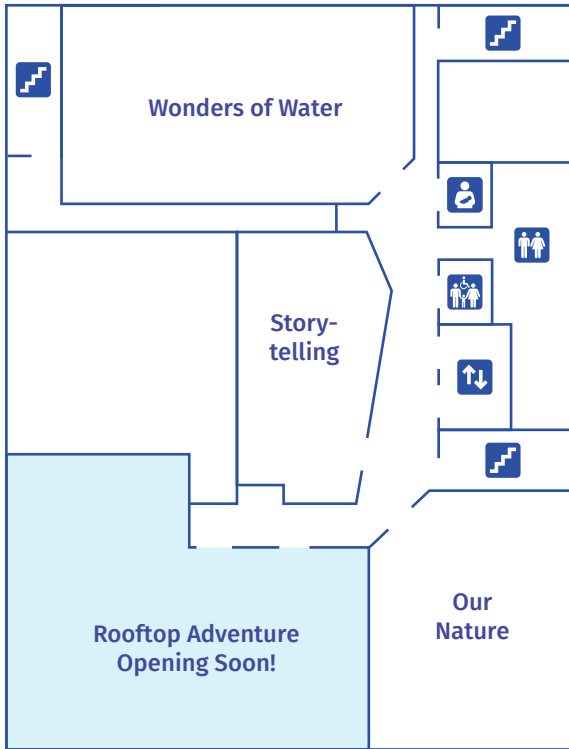 Wonders of Water
Story-
telling
Our
Nature
Rooftop Adventure
Opening Soon!